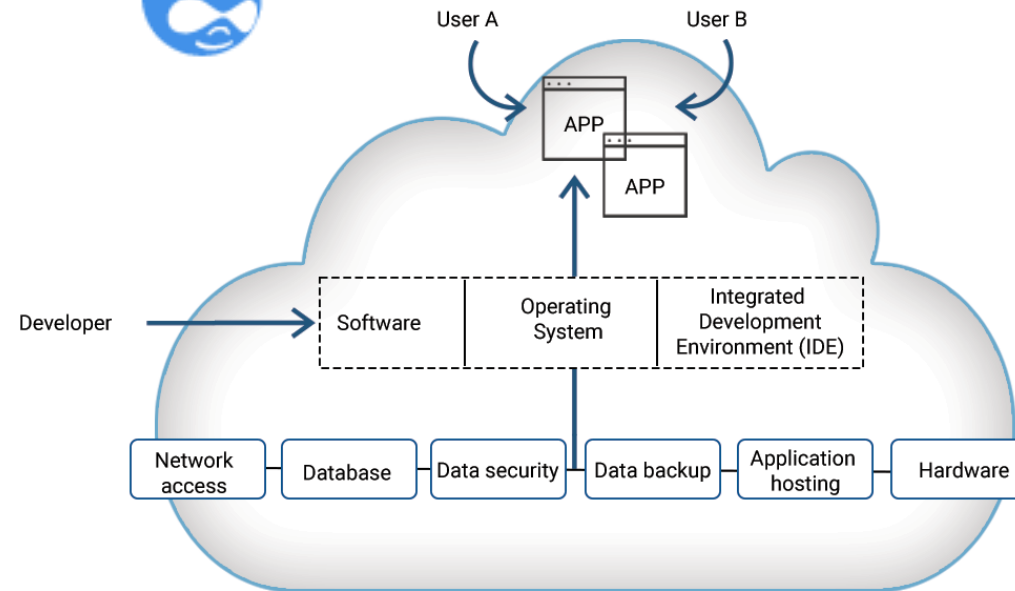 User A
User B
APP
APP
Developer
Software
Operating
System
Integrated
Development
Environment (IDE)
Network
access
Database
Data security
Data backup
Application
hosting
Hardware